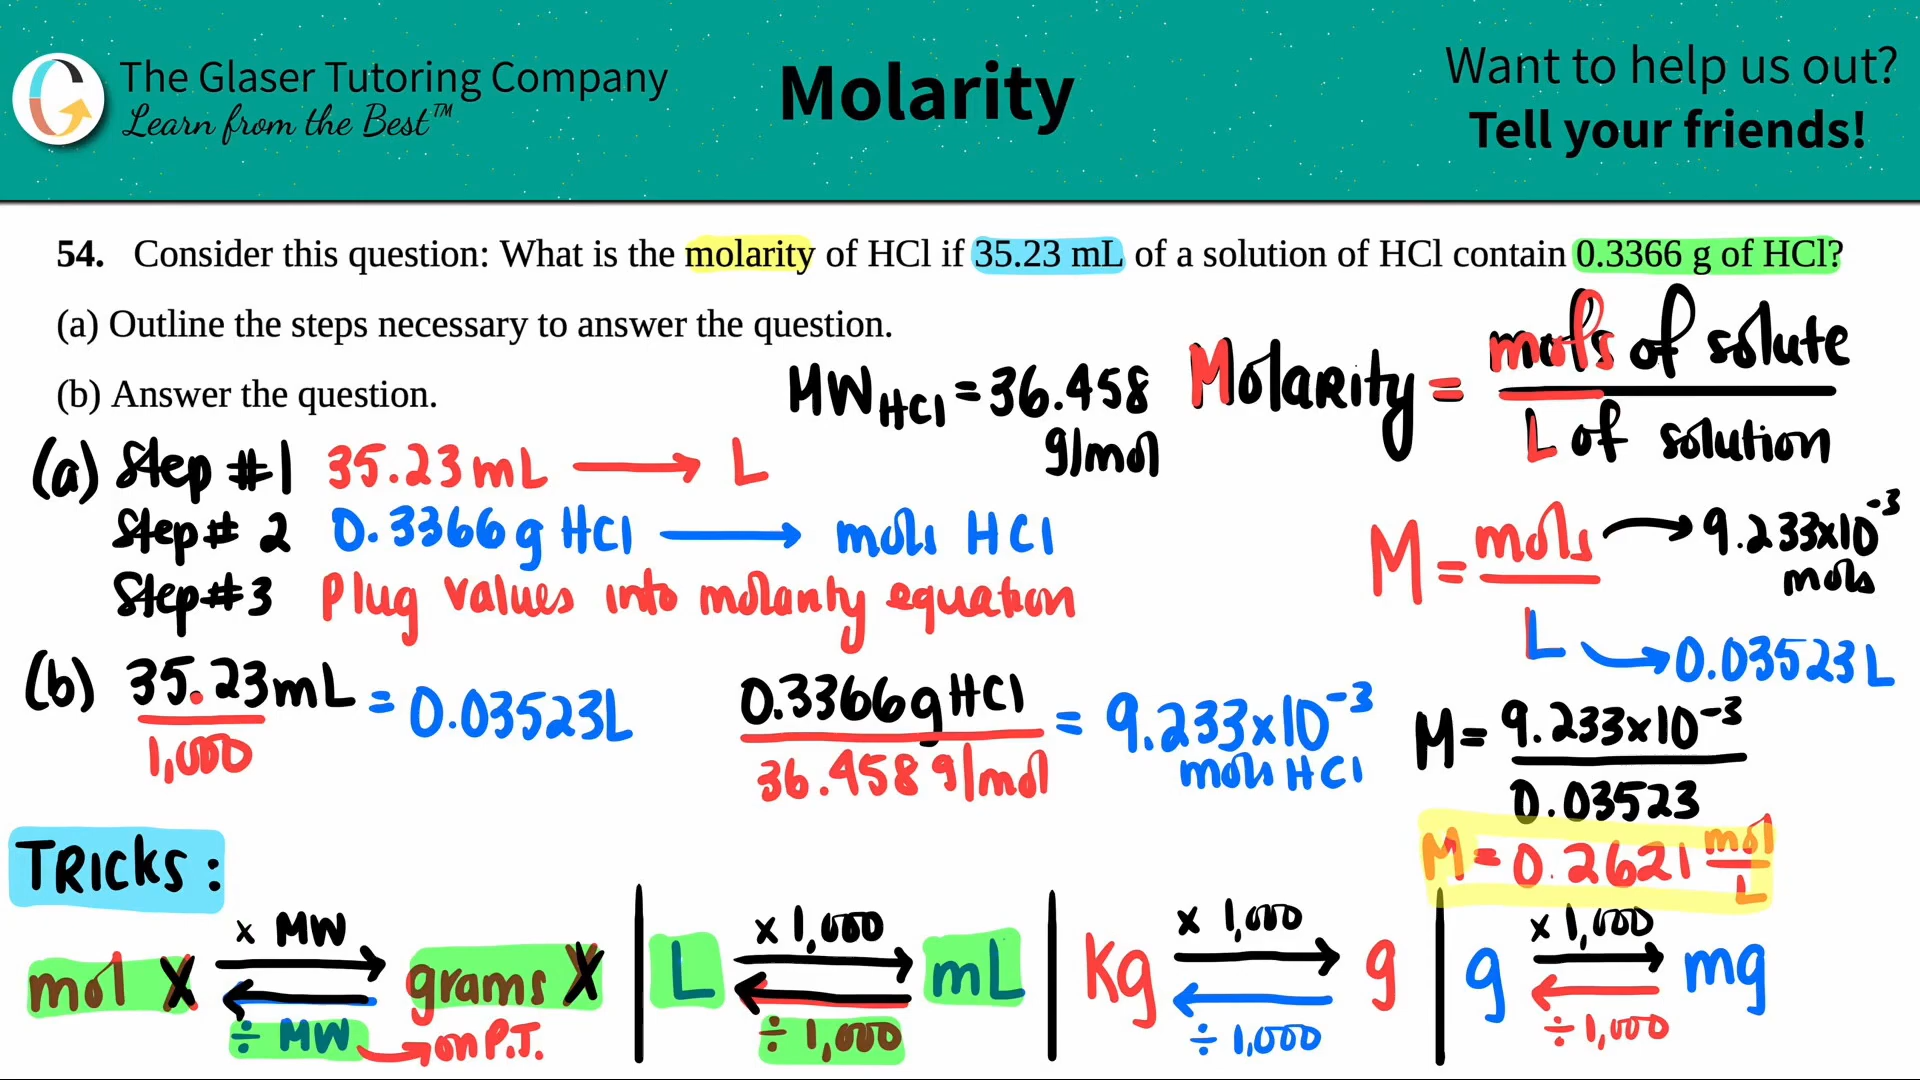 The Glaser Tutoring Company
Learn from the Best™
Molarity
Want to help us out?
Tell your friends!
54. Consider this question: What is the molarity of HCl if 35.23 mL of a solution of HCl contain 0.3366 g of HCl?
(a) Outline the steps necessary to answer the question.
(b) Answer the question.
MW HCl = 36.458 g/mol
Molarity = mols of solute
L of solution
(a) Step #1 35.23 mL → L
Step # 2 0.3366 g HCl → mols HCl
Step #3 Plug values into molarity equation
M = mols → 9.233x10⁻³ mols
L → 0.03523 L
(b) 35.23 mL = 0.03523 L
1,000
0.3366 g HCl = 9.233x10⁻³ mols HCl
36.458 g/mol
M = 9.233x10⁻³
0.03523
M = 0.2621 mol
L
TRICKS :
x MW
mol X → ← grams X
÷ MW → on P.T.
x 1,000
L → ← mL
÷ 1,000
x 1,000
Kg → ← g
÷ 1,000
x 1,000
g → ← mg
÷ 1,000